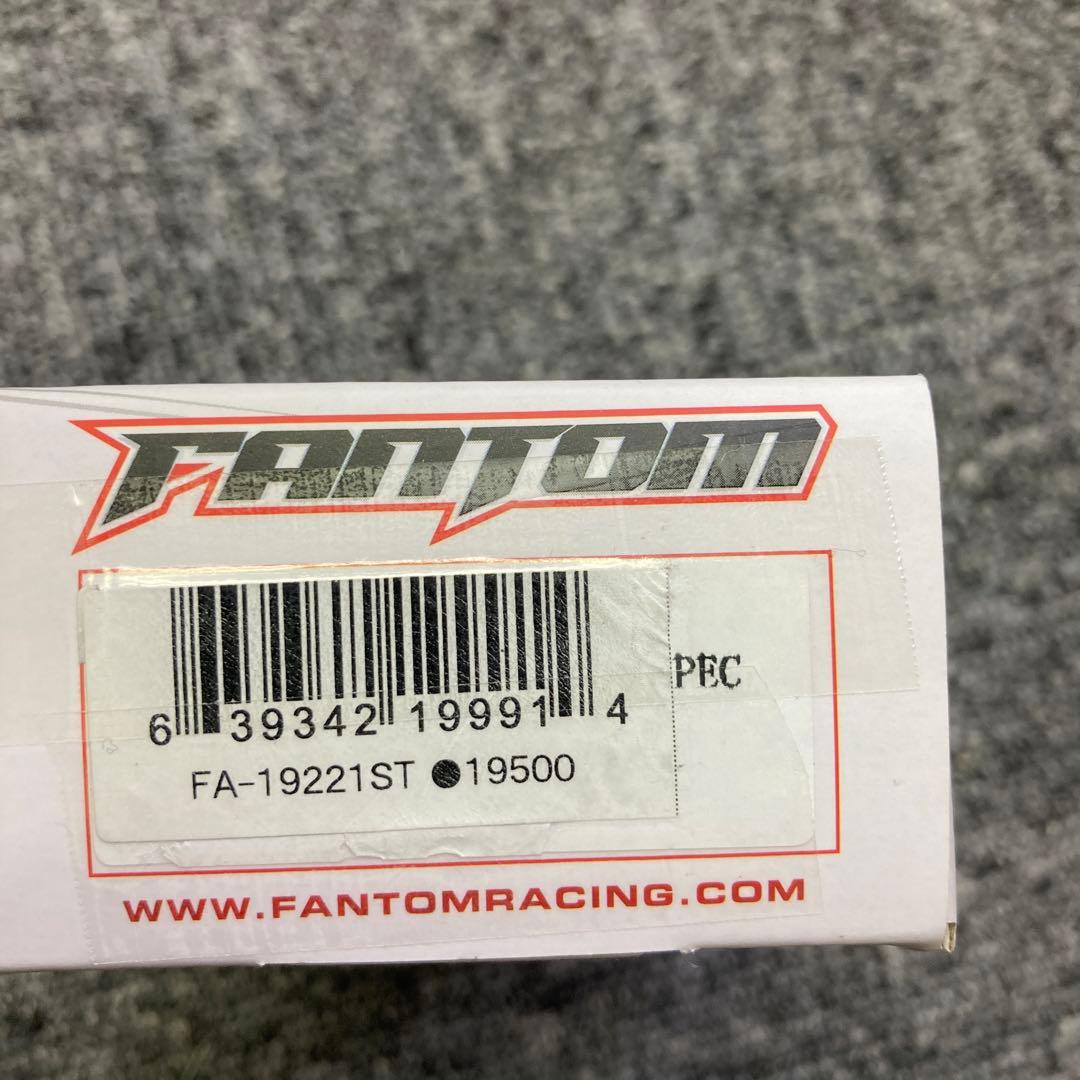 FANTOM
PEC
6 39342 19991 4
FA-19221ST ●19500
WWW.FANTOMRACING.COM